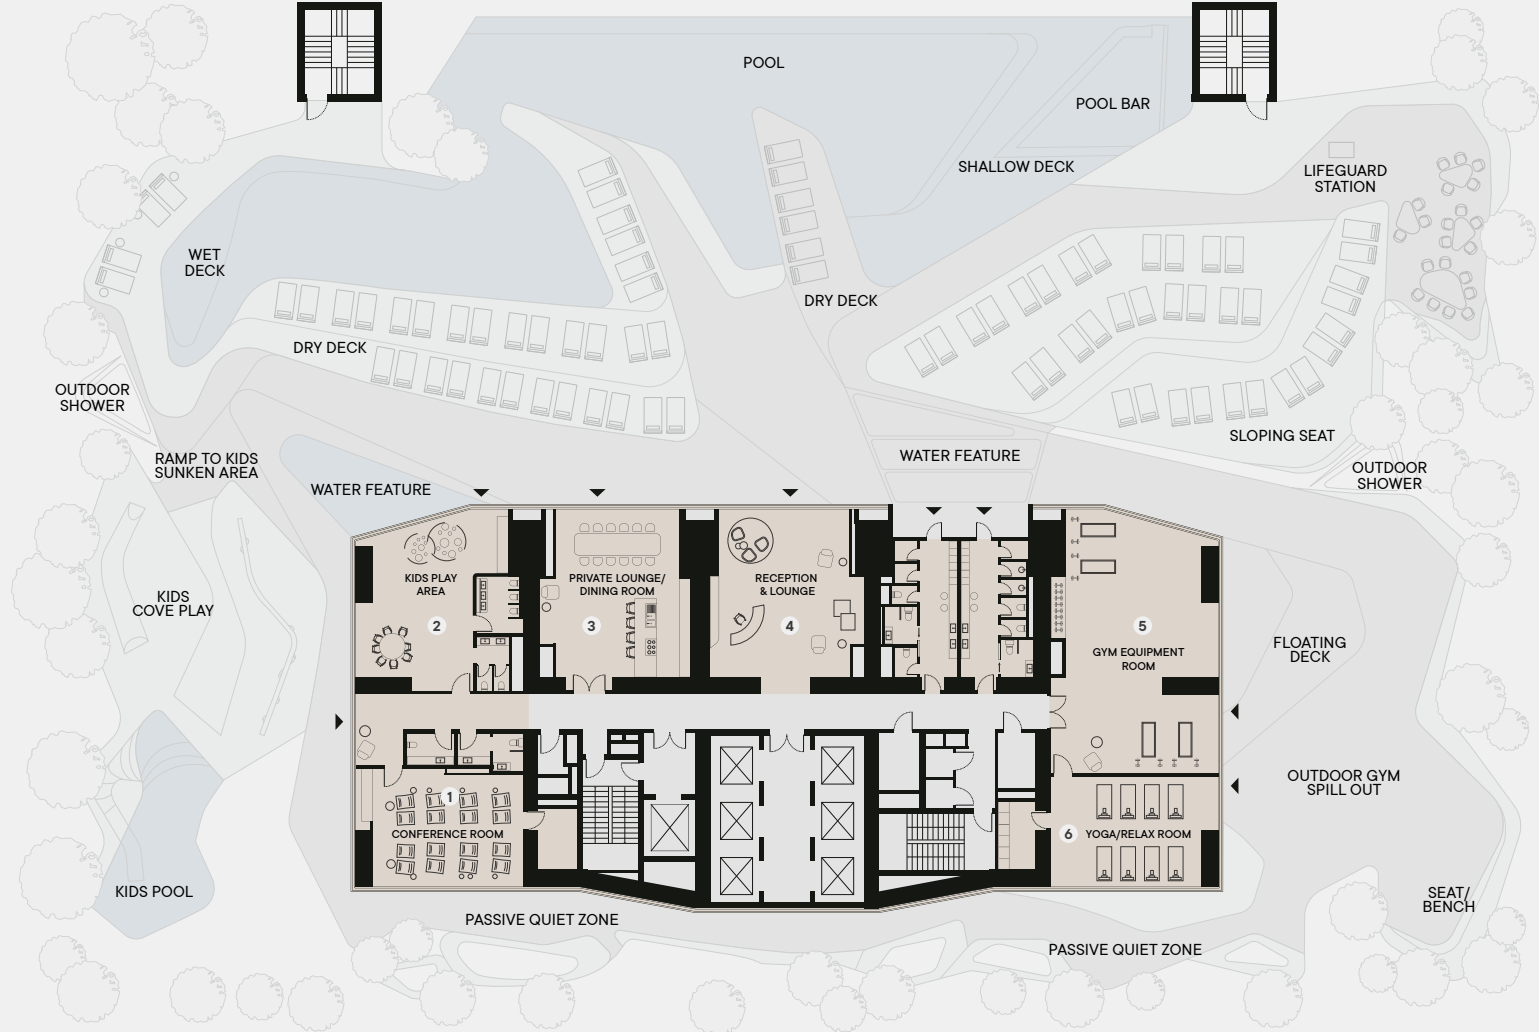 POOL
POOL BAR
SHALLOW DECK
LIFEGUARD
STATION
WET
DECK
DRY DECK
DRY DECK
OUTDOOR
SHOWER
SLOPING SEAT
WATER FEATURE
RAMP TO KIDS
SUNKEN AREA
OUTDOOR
SHOWER
WATER FEATURE
KIDS PLAY
AREA
2
PRIVATE LOUNGE/
DINING ROOM
3
RECEPTION
& LOUNGE
4
5
GYM EQUIPMENT
ROOM
KIDS
COVE PLAY
FLOATING
DECK
OUTDOOR GYM
SPILL OUT
1
CONFERENCE ROOM
6 YOGA/RELAX ROOM
KIDS POOL
SEAT/
BENCH
PASSIVE QUIET ZONE
PASSIVE QUIET ZONE